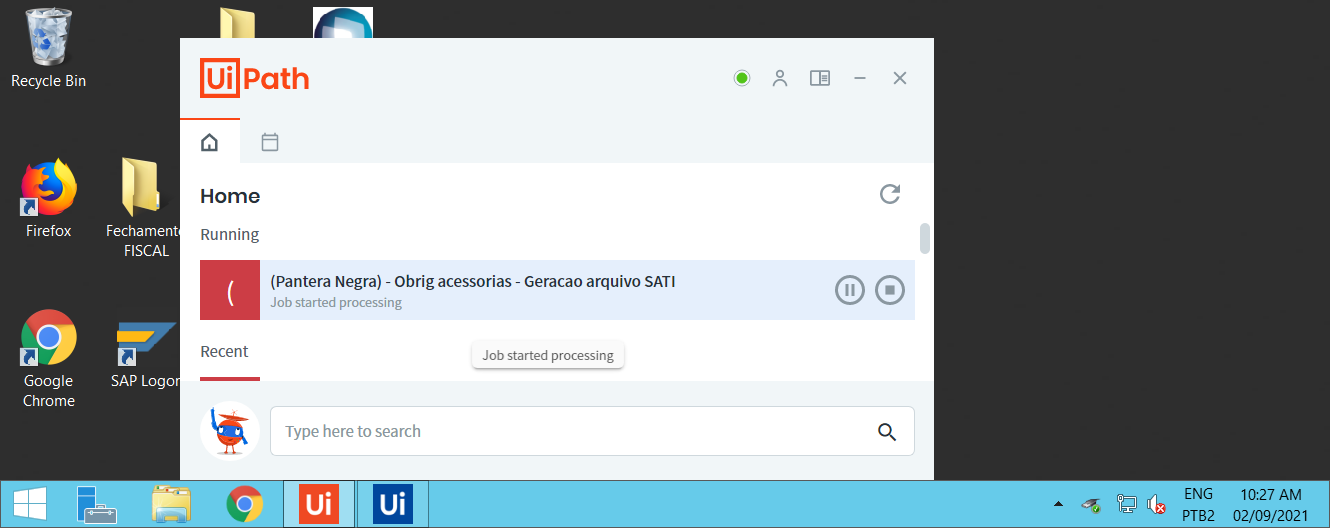 Recycle Bin
UiPath
Home
Running
Firefox
Fechamento
FISCAL
(
(Pantera Negra) - Obrig acessorias - Geracao arquivo SATI
Job started processing
Recent
Job started processing
Google
Chrome
SAP Logon
Type here to search
Ui
Ui
ENG
PTB2
10:27 AM
02/09/2021